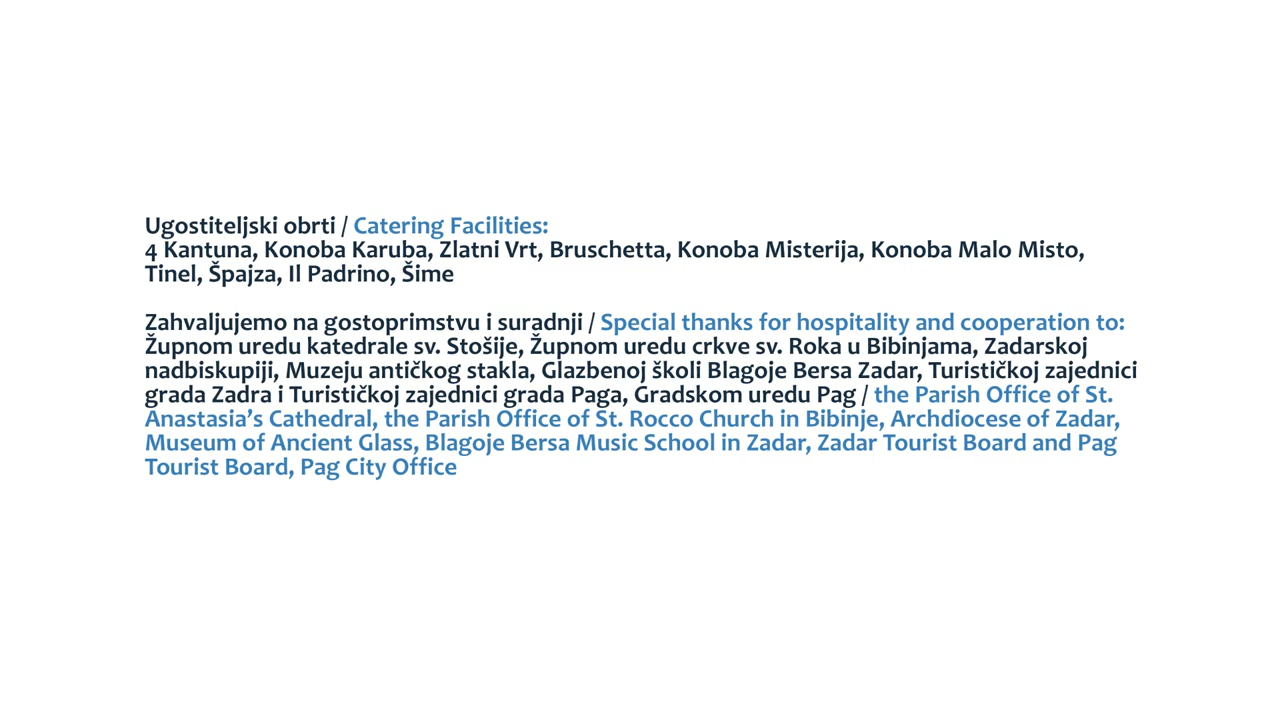 Ugostiteljski obrti / Catering Facilities:
4 Kantuna, Konoba Karuba, Zlatni Vrt, Bruschetta, Konoba Misterija, Konoba Malo Misto,
Tinel, Špajza, Il Padrino, Šime
Zahvaljujemo na gostoprimstvu i suradnji / Special thanks for hospitality and cooperation to:
Župnom uredu katedrale sv. Stošije, Župnom uredu crkve sv. Roka u Bibinjama, Zadarskoj
nadbiskupiji, Muzeju antičkog stakla, Glazbenoj školi Blagoje Bersa Zadar, Turističkoj zajednici
grada Zadra i Turističkoj zajednici grada Paga, Gradskom uredu Pag / the Parish Office of St.
Anastasia’s Cathedral, the Parish Office of St. Rocco Church in Bibinje, Archdiocese of Zadar,
Museum of Ancient Glass, Blagoje Bersa Music School in Zadar, Zadar Tourist Board and Pag
Tourist Board, Pag City Office